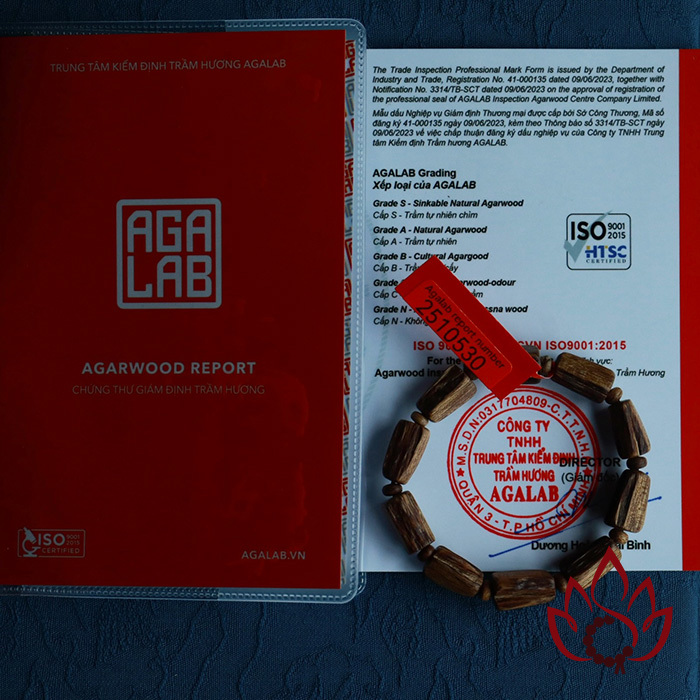 TRUNG TÂM KIỂM ĐỊNH TRẦM HƯƠNG AGALAB
AGA
LAB
AGARWOOD REPORT
CHỨNG THƯ GIÁM ĐỊNH TRẦM HƯƠNG
ISO 9001 2015
CERTIFIED
AGALAB.VN
The Trade Inspection Professional Mark Form is issued by the Department of
Industry and Trade, Registration No. 41-000135 dated 09/06/2023, together with
Notification No. 3314/TB-SCT dated 09/06/2023 on the approval of registration of
the professional seal of AGALAB Inspection Agarwood Centre Company Limited.
Mẫu dấu Nghiệp vụ Giám định Thương mại được cấp bởi Sở Công Thương, Mã số
đăng ký 41-000135 ngày 09/06/2023, kèm theo Thông báo số 3314/TB-SCT ngày
09/06/2023 về việc chấp thuận đăng ký dấu nghiệp vụ của Công ty TNHH Trung
tâm Kiểm định Trầm hương AGALAB.
AGALAB Grading
Xếp loại của AGALAB
Grade S - Sinkable Natural Agarwood
Cấp S - Trầm tự nhiên chìm
Grade A - Natural Agarwood
Cấp A - Trầm tự nhiên
Grade B - Cultural Agargood
Cấp B - Trầm
Grade
Cấp C
Grade N
wood
Cấp N - Không
ISO 9001 2015
HTSC
CERTIFIED
Agalab report number
2510530
ISO ISO9001:2015
For the
Agarwood Trầm Hương
M.S.D.N:0317704809-C.T.T.N.H.H
CÔNG TY
TNHH
TRUNG TÂM KIỂM ĐỊNH
TRẦM HƯƠNG
AGALAB
QUẬN 3 - T.P HỒ CHÍ MINH
DIRECTOR
Dương Bình